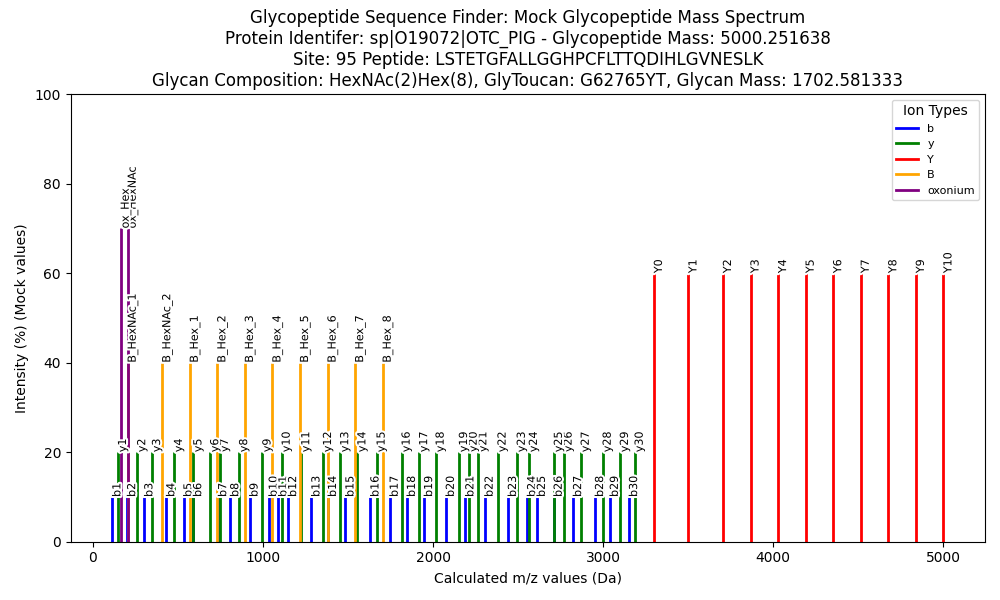 Glycopeptide Sequence Finder: Mock Glycopeptide Mass Spectrum
Protein Identifer: sp|O19072|OTC_PIG - Glycopeptide Mass: 5000.251638
Site: 95 Peptide: LSTETGFALLGGHPCFLTTQDIHLGVNESLK
Glycan Composition: HexNAc(2)Hex(8), GlyToucan: G62765YT, Glycan Mass: 1702.581333
Intensity (%) (Mock values)
100
80
60
40
20
0
Ion Types
b
y
Y
B
oxonium
ox_Hex
ox_HexNAc
Y0
Y1
Y2
Y3
Y4
Y5
Y6
Y7
Y8
Y9
Y10
B_HexNAc_1
B_HexNAc_2
B_Hex_1
B_Hex_2
B_Hex_3
B_Hex_4
B_Hex_5
B_Hex_6
B_Hex_7
B_Hex_8
y1
y2
y3
y4
y5
y6
y7
y8
y9
y10
y11
y12
y13
y14
y15
y16
y17
y18
y19
y20
y21
y22
y23
y24
y25
y26
y27
y28
y29
y30
b1
b2
b3
b4
b5
b6
b7
b8
b9
b10
b11
b12
b13
b14
b15
b16
b17
b18
b19
b20
b21
b22
b23
b24
b25
b26
b27
b28
b29
b30
0
1000
2000
3000
4000
5000
Calculated m/z values (Da)